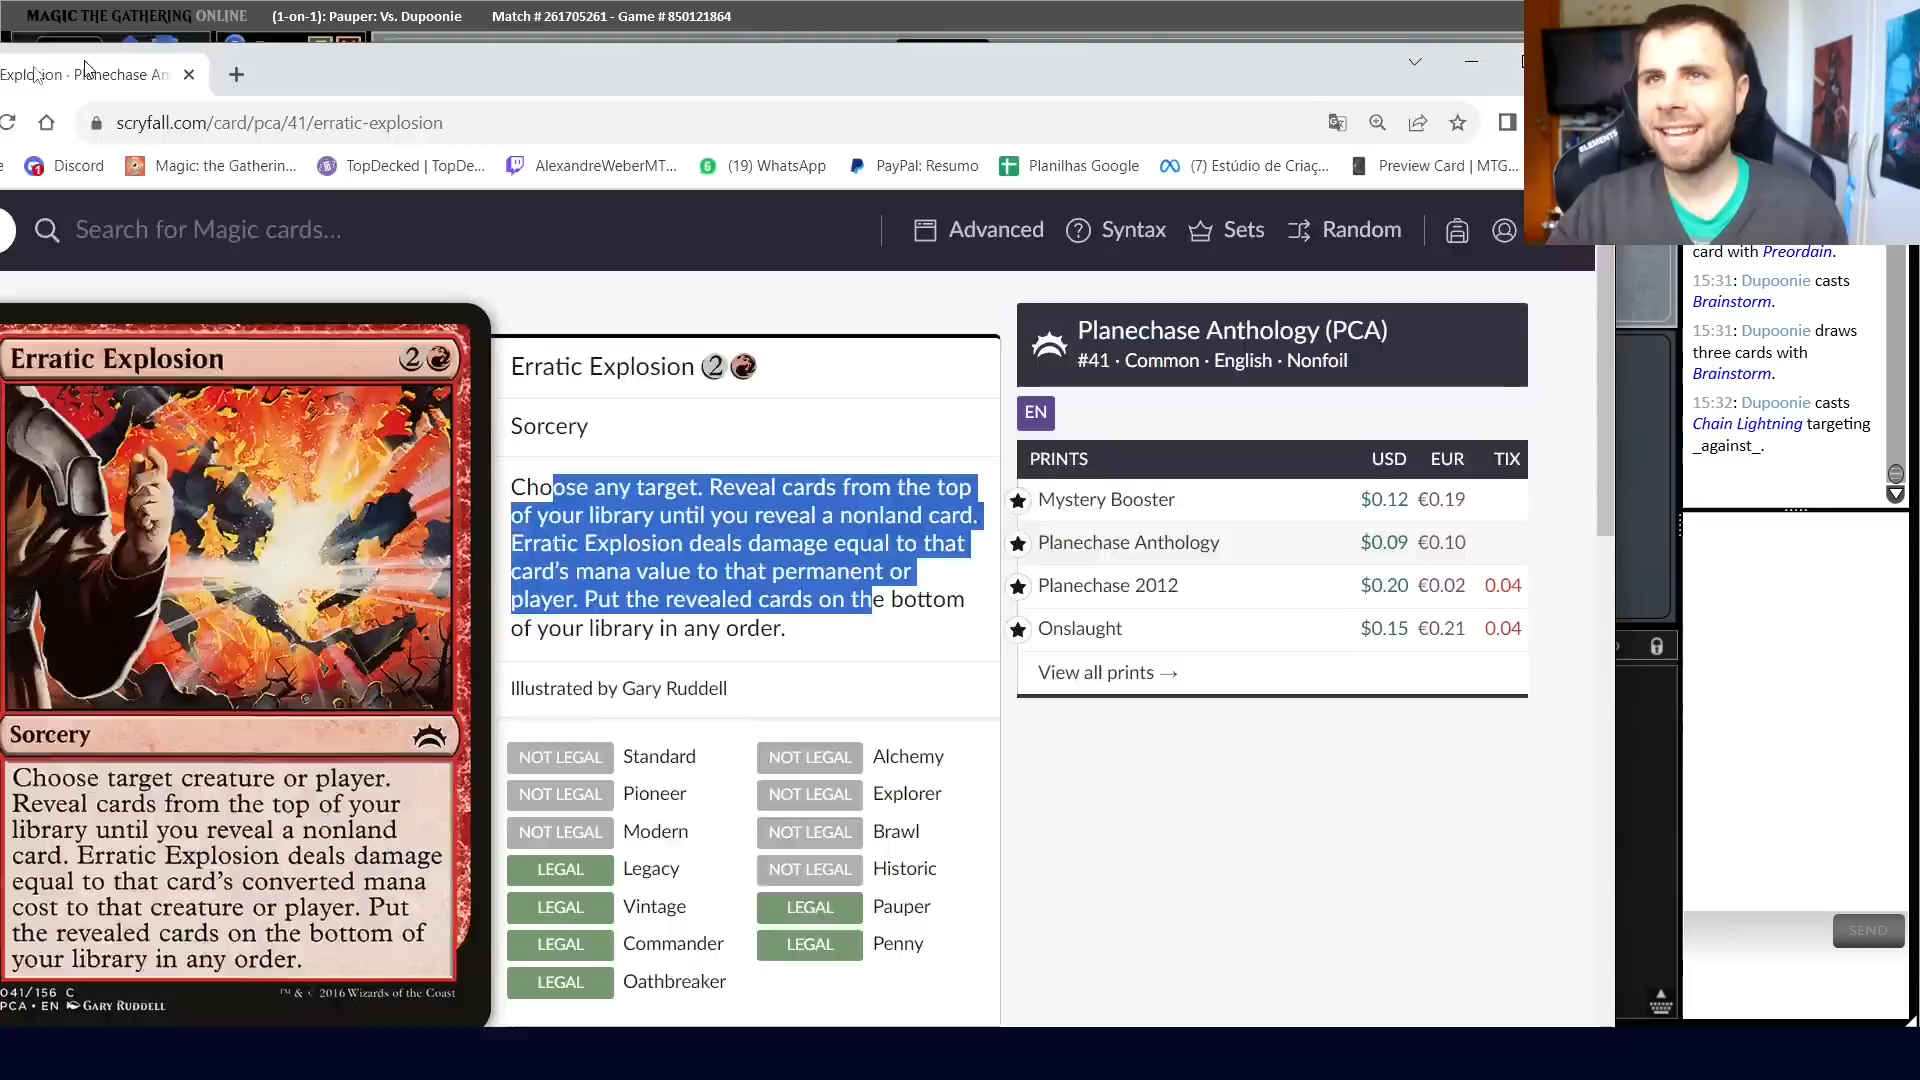 MAGIC THE GATHERING ONLINE (1-on-1): Pauper: Vs. Dupoonie Match # 261705261 - Game # 850121864
Explosion · Planechase An
scryfall.com/card/pca/41/erratic-explosion
Discord Magic: the Gatherin... TopDecked | TopDe... AlexandreWeberMT... (19) WhatsApp PayPal: Resumo Planilhas Google (7) Estúdio de Criaç... Preview Card | MTG...
Search for Magic cards... Advanced Syntax Sets Random
ELEMENTS
card with Preordain.
15:31: Dupoonie casts
Brainstorm.
15:31: Dupoonie draws
three cards with
Brainstorm.
15:32: Dupoonie casts
Chain Lightning targeting
_against_.
SEND
Erratic Explosion 2
Sorcery
Choose target creature or player.
Reveal cards from the top of your
library until you reveal a nonland
card. Erratic Explosion deals damage
equal to that card's converted mana
cost to that creature or player. Put
the revealed cards on the bottom of
your library in any order.
041/156 C
PCA • EN GARY RUDDELL
™ & © 2016 Wizards of the Coast
Erratic Explosion 2
Sorcery
Choose any target. Reveal cards from the top
of your library until you reveal a nonland card.
Erratic Explosion deals damage equal to that
card's mana value to that permanent or
player. Put the revealed cards on the bottom
of your library in any order.
Illustrated by Gary Ruddell
NOT LEGAL Standard NOT LEGAL Alchemy
NOT LEGAL Pioneer NOT LEGAL Explorer
NOT LEGAL Modern NOT LEGAL Brawl
LEGAL Legacy NOT LEGAL Historic
LEGAL Vintage LEGAL Pauper
LEGAL Commander LEGAL Penny
LEGAL Oathbreaker
Planechase Anthology (PCA)
#41 · Common · English · Nonfoil
EN
PRINTS USD EUR TIX
Mystery Booster $0.12 €0.19
Planechase Anthology $0.09 €0.10
Planechase 2012 $0.20 €0.02 0.04
Onslaught $0.15 €0.21 0.04
View all prints →